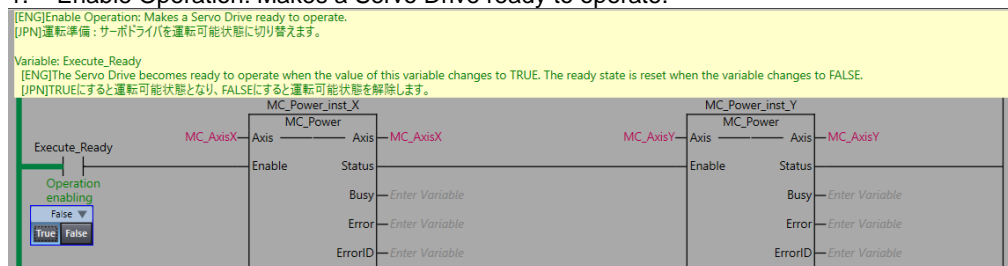 1. Enable Operation: Makes a Servo Drive ready to operate.
[ENG]Enable Operation: Makes a Servo Drive ready to operate.
[JPN]運転準備 : サーボドライバを運転可能状態に切り替えます。
Variable: Execute_Ready
[ENG]The Servo Drive becomes ready to operate when the value of this variable changes to TRUE. The ready state is reset when the variable changes to FALSE.
[JPN]TRUEにすると運転可能状態となり、FALSEにすると運転可能状態を解除します。
MC_Power_inst_X MC_Power_inst_Y
MC_Power MC_Power
MC_AxisX Axis Axis MC_AxisX MC_AxisY Axis Axis MC_AxisY
Execute_Ready
Enable Status Enable Status
Operation
enabling
Busy Enter Variable Busy Enter Variable
False ▼
True False
Error Enter Variable Error Enter Variable
ErrorID Enter Variable ErrorID Enter Variable